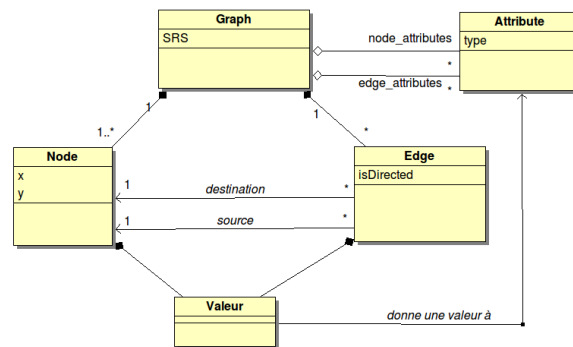 Graph
SRS
Attribute
type
node_attributes
*
edge_attributes
*
1
1
1..*
*
Node
x
y
Edge
isDirected
1
destination
*
1
source
*
Valeur
donne une valeur à